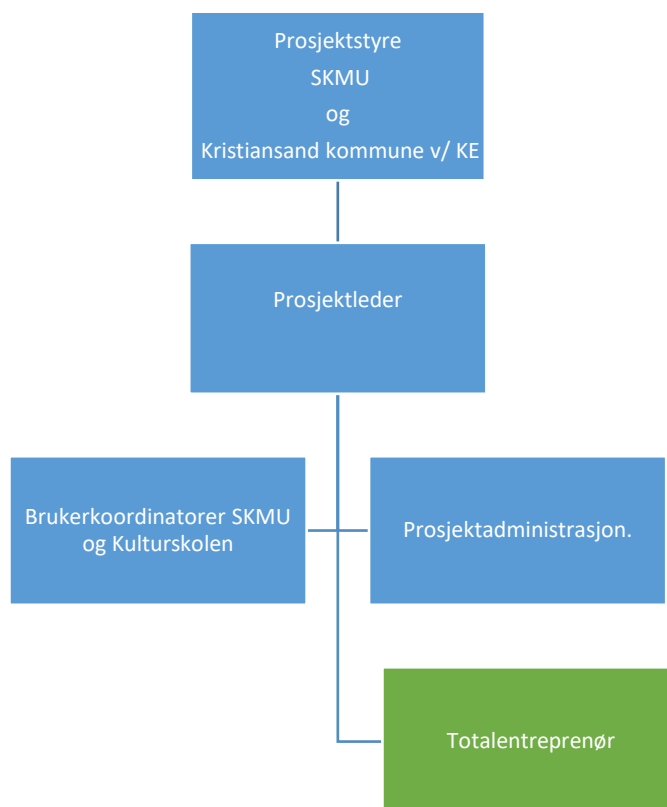 Prosjektstyre
SKMU
og
Kristiansand kommune v/ KE
Prosjektleder
Brukerkoordinatorer SKMU
og Kulturskolen
Prosjektadministrasjon.
Totalentreprenør